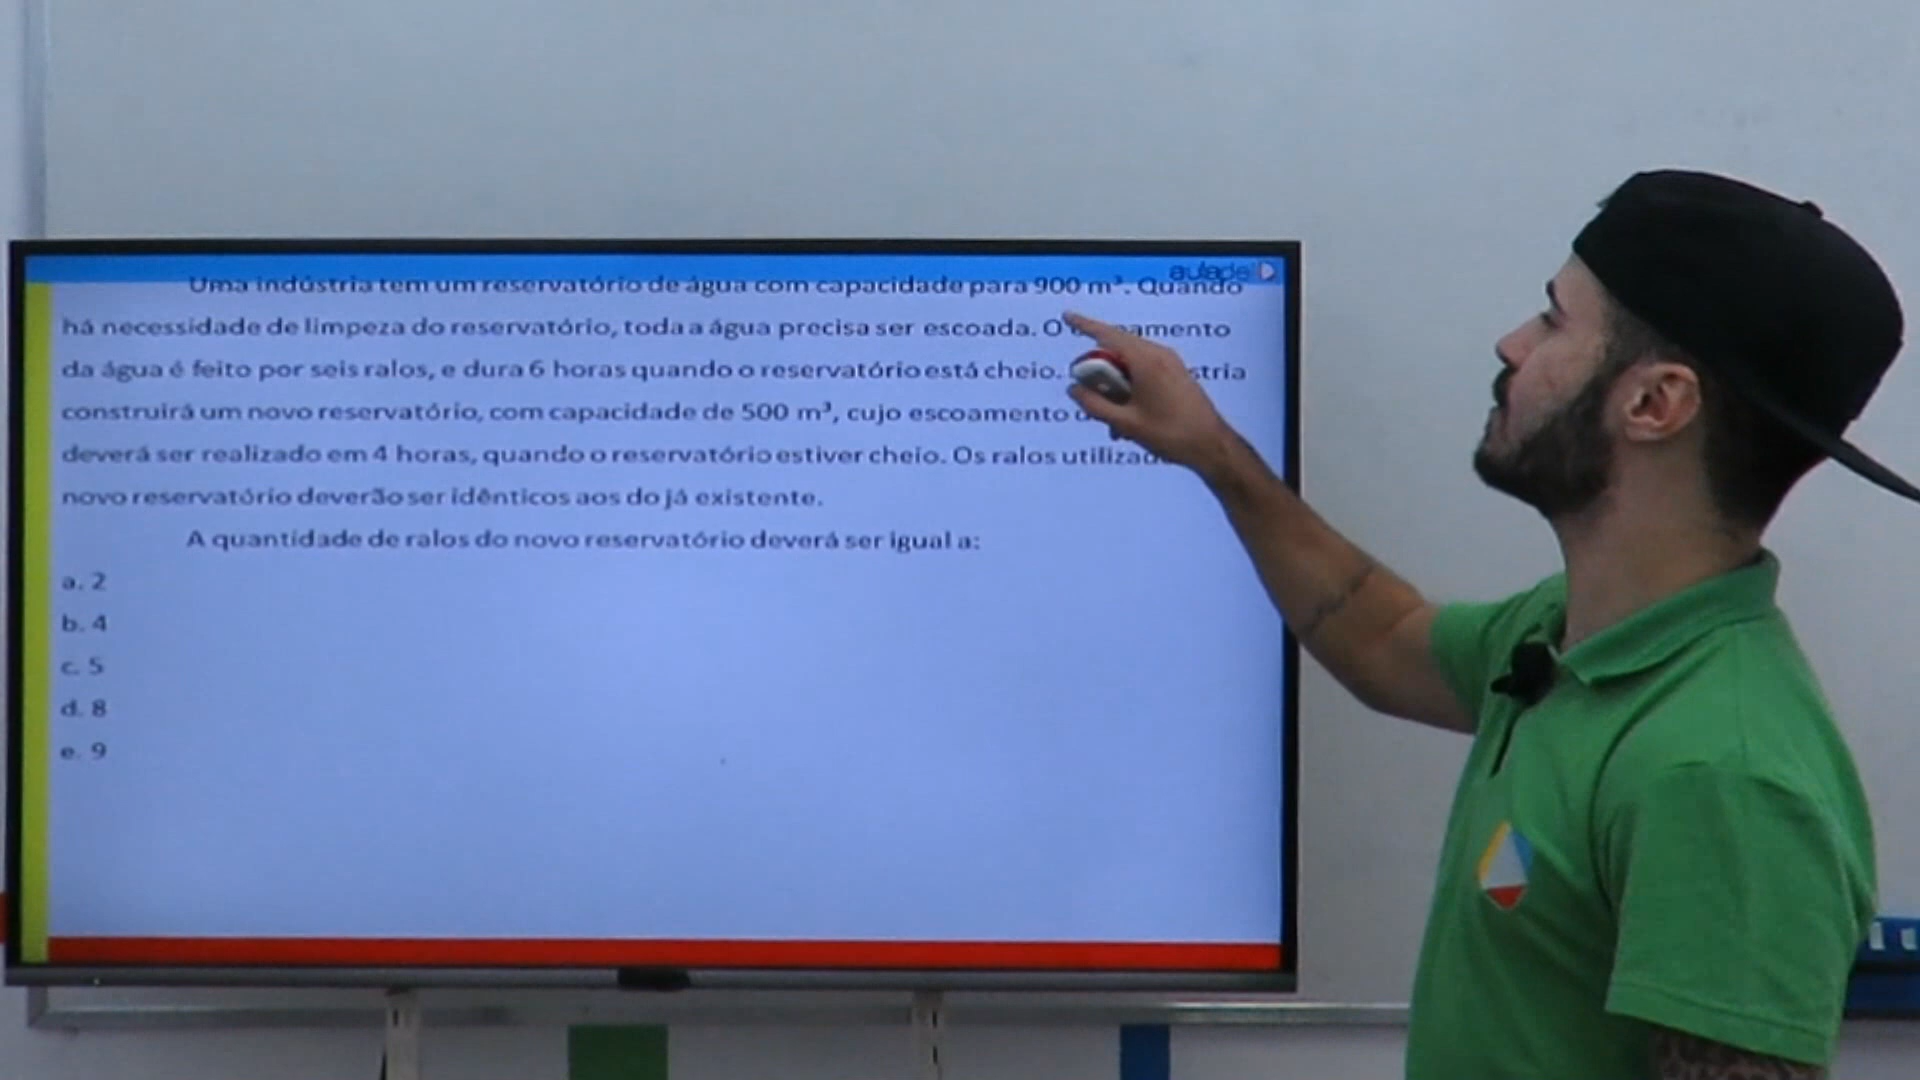 aulade
Uma indústria tem um reservatório de água com capacidade para 900 m³. Quando
há necessidade de limpeza do reservatório, toda a água precisa ser escoada. O
da água é feito por seis ralos, e dura 6 horas quando o reservatório está cheio.
construirá um novo reservatório, com capacidade de 500 m³, cujo escoamento
deverá ser realizado em 4 horas, quando o reservatório estiver cheio. Os ralos
novo reservatório deverão ser idênticos aos do já existente.
A quantidade de ralos do novo reservatório deverá ser igual a:
a. 2
b. 4
c. 5
d. 8
e. 9